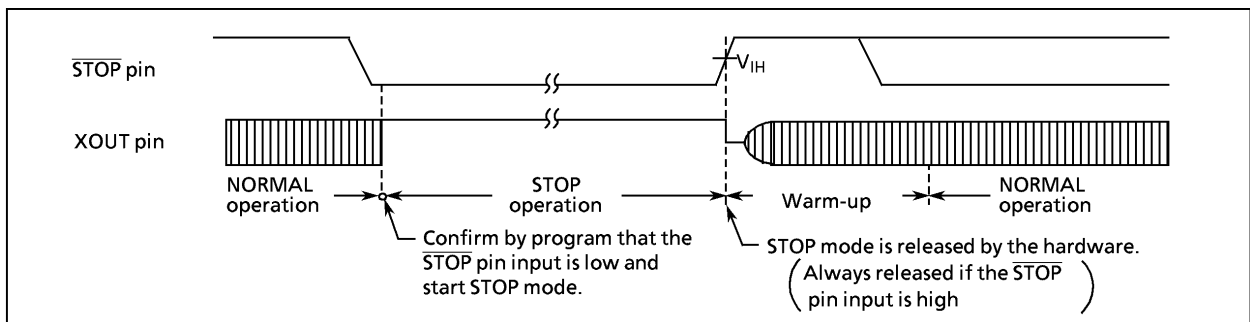 STOP pin
VIH
XOUT pin
NORMAL
operation
STOP
operation
Warm-up
NORMAL
operation
Confirm by program that the
STOP pin input is low and
start STOP mode.
STOP mode is released by the hardware.
(Always released if the STOP
pin input is high)